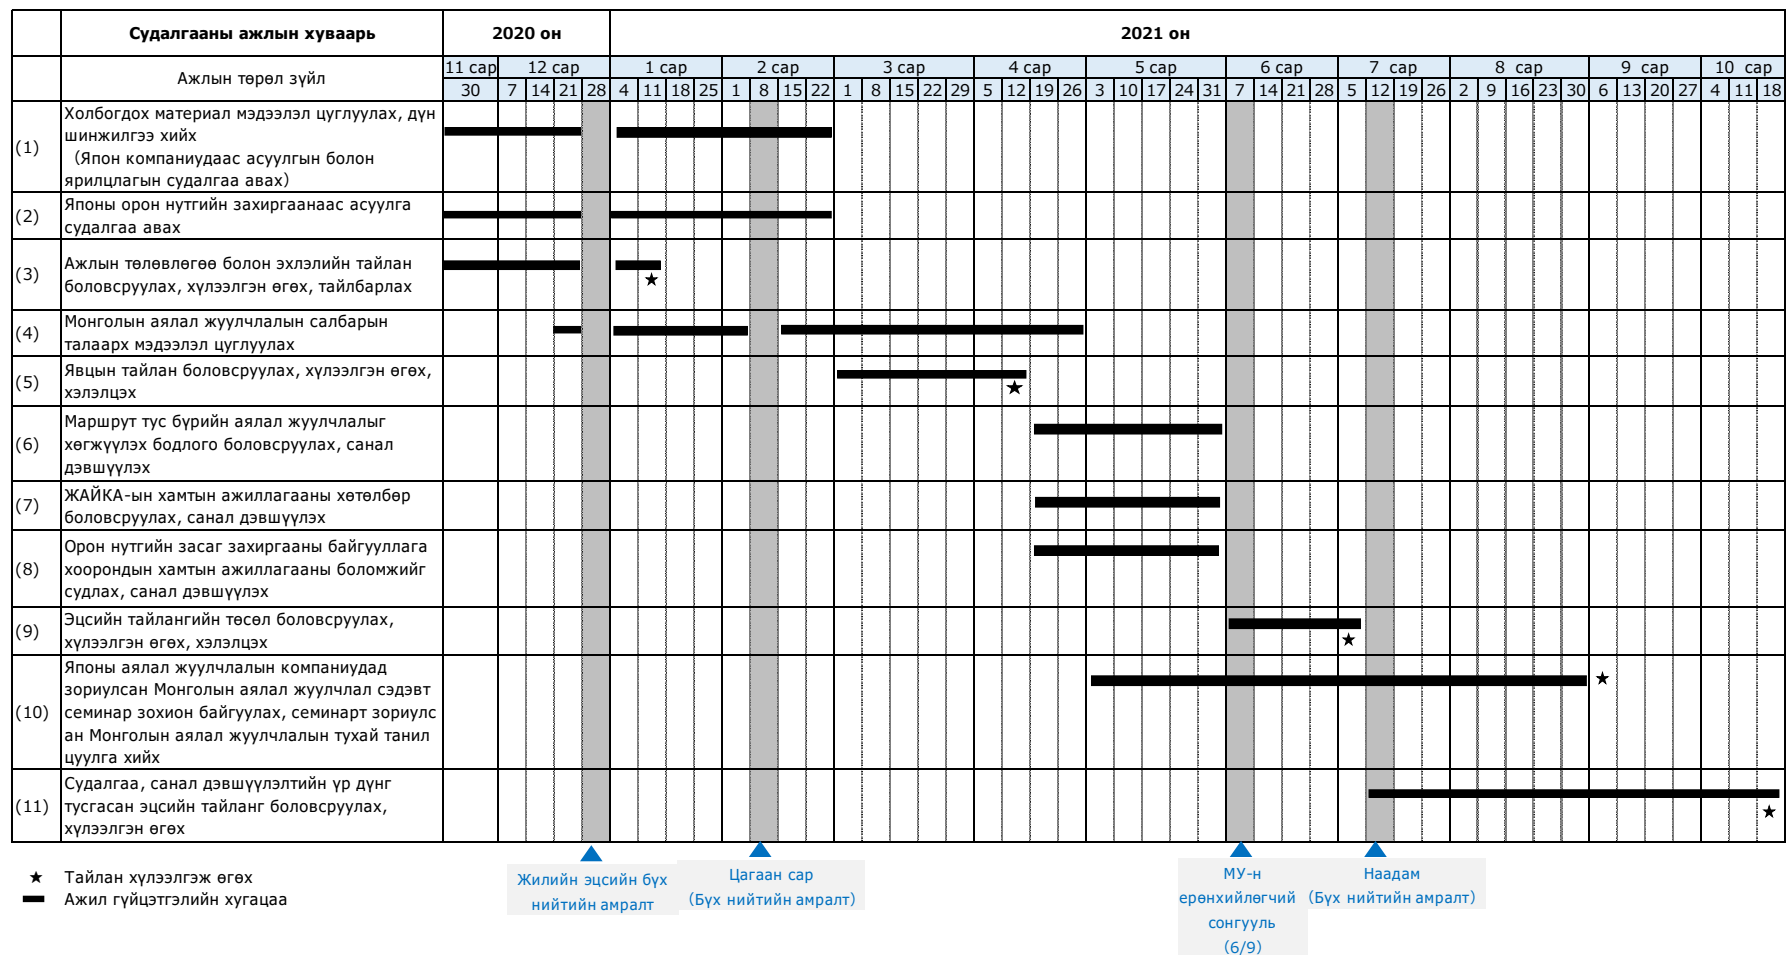 Судалгааны ажлын хуваарь 2020 он 2021 он
Ажлын төрөл зүйл
11 сар 12 сар 1 сар 2 сар 3 сар 4 сар 5 сар 6 сар 7 сар 8 сар 9 сар 10 сар
30 7 14 21 28 4 11 18 25 1 8 15 22 1 8 15 22 29 5 12 19 26 3 10 17 24 31 7 14 21 28 5 12 19 26 2 9 16 23 30 6 13 20 27 4 11 18
(1)
Холбогдох материал мэдээлэл цуглуулах, дүн
шинжилгээ хийх
（Япон компаниудаас асуулгын болон
ярилцлагын судалгаа авах）
(2)
Японы орон нутгийн захиргаанаас асуулга
судалгаа авах
(3)
Ажлын төлөвлөгөө болон эхлэлийн тайлан
боловсруулах, хүлээлгэн өгөх, тайлбарлах
★
(4)
Монголын аялал жуулчлалын салбарын
талаарх мэдээлэл цуглуулах
(5)
Явцын тайлан боловсруулах, хүлээлгэн өгөх,
хэлэлцэх
★
(6)
Маршрут тус бүрийн аялал жуулчлалыг
хөгжүүлэх бодлого боловсруулах, санал
дэвшүүлэх
(7)
ЖАЙКА-ын хамтын ажиллагааны хөтөлбөр
боловсруулах, санал дэвшүүлэх
(8)
Орон нутгийн засаг захиргааны байгууллага
хоорондын хамтын ажиллагааны боломжийг
судлах, санал дэвшүүлэх
(9)
Эцсийн тайлангийн төсөл боловсруулах,
хүлээлгэн өгөх, хэлэлцэх
★
(10)
Японы аялал жуулчлалын компаниудад
зориулсан Монголын аялал жуулчлал сэдэвт
семинар зохион байгуулах, семинарт зориулс
ан Монголын аялал жуулчлалын тухай танил
цуулга хийх
★
(11)
Судалгаа, санал дэвшүүлэлтийн үр дүнг
тусгасан эцсийн тайланг боловсруулах,
хүлээлгэн өгөх
★
★ Тайлан хүлээлгэж өгөх
Ажил гүйцэтгэлийн хугацаа
Жилийн эцсийн бүх
нийтийн амралт
Цагаан сар
（Бүх нийтийн амралт）
МУ-н
ерөнхийлөгчий
сонгууль
（6/9）
Наадам
（Бүх нийтийн амралт）